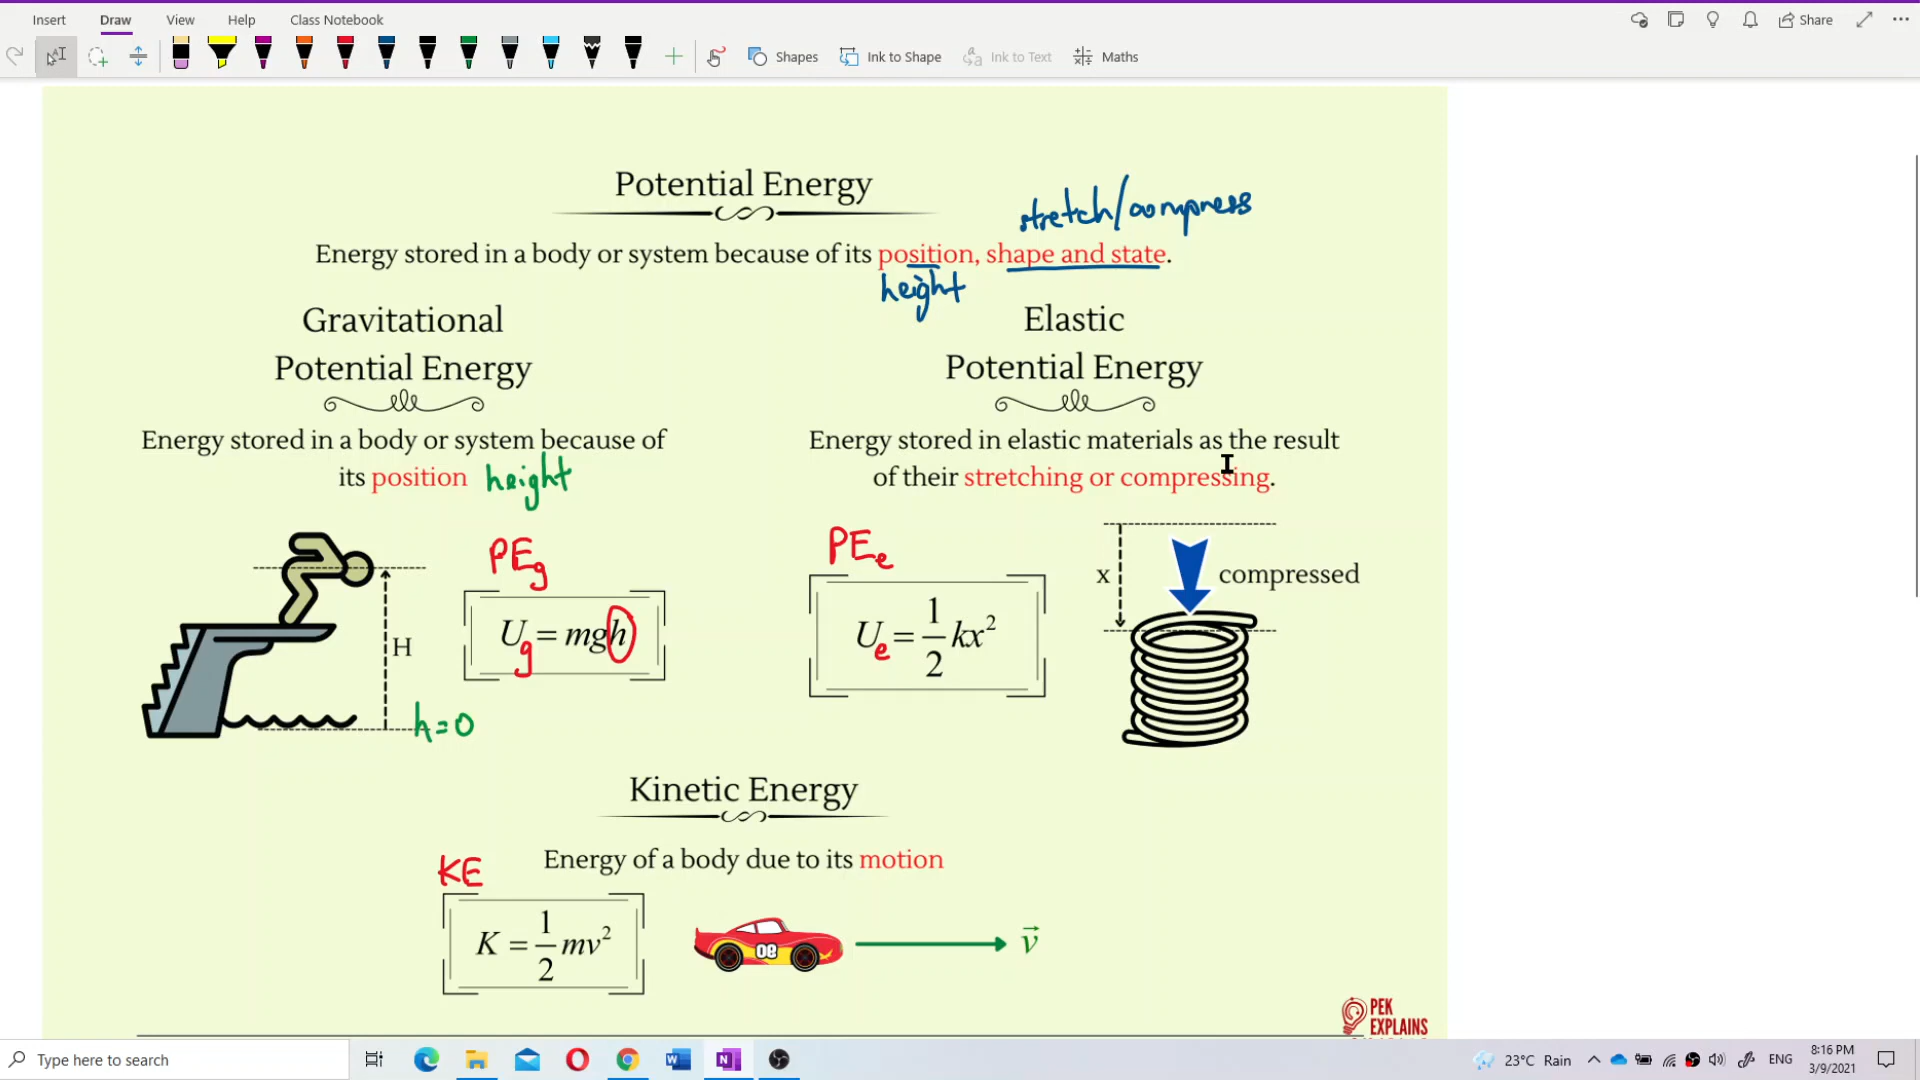 Insert Draw View Help Class Notebook Share
Shapes Ink to Shape Ink to Text Maths
Potential Energy
stretch/compress
Energy stored in a body or system because of its position, shape and state.
height
Gravitational
Potential Energy
Energy stored in a body or system because of
its position height
PEg
Ug = mgh
H
h=0
Elastic
Potential Energy
Energy stored in elastic materials as the result
of their stretching or compressing.
PEe
Ue = 1/2 kx²
x
compressed
Kinetic Energy
Energy of a body due to its motion
KE
K = 1/2 mv²
08
v⃗
PEK
EXPLAINS
Type here to search
23°C Rain
ENG
8:16 PM
3/9/2021